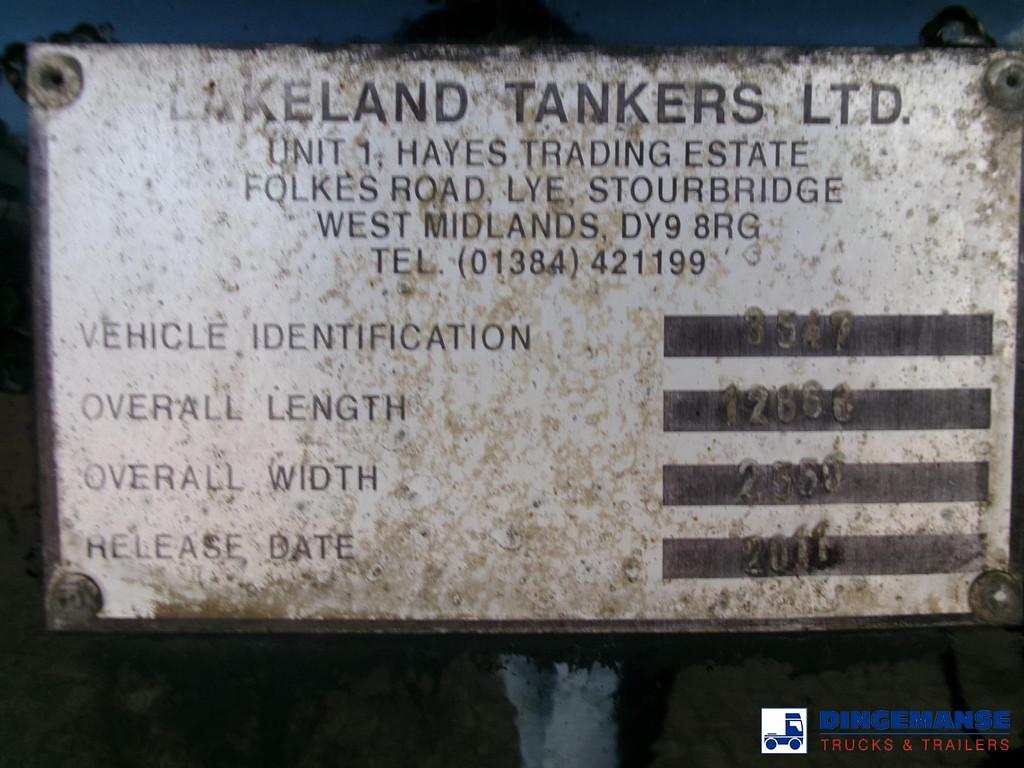 LAKELAND TANKERS LTD.
UNIT 1, HAYES TRADING ESTATE
FOLKES ROAD, LYE, STOURBRIDGE
WEST MIDLANDS, DY9 8RG
TEL. (01384) 421199
VEHICLE IDENTIFICATION 3547
OVERALL LENGTH
OVERALL WIDTH
RELEASE DATE
DINGEMANSE
TRUCKS & TRAILERS